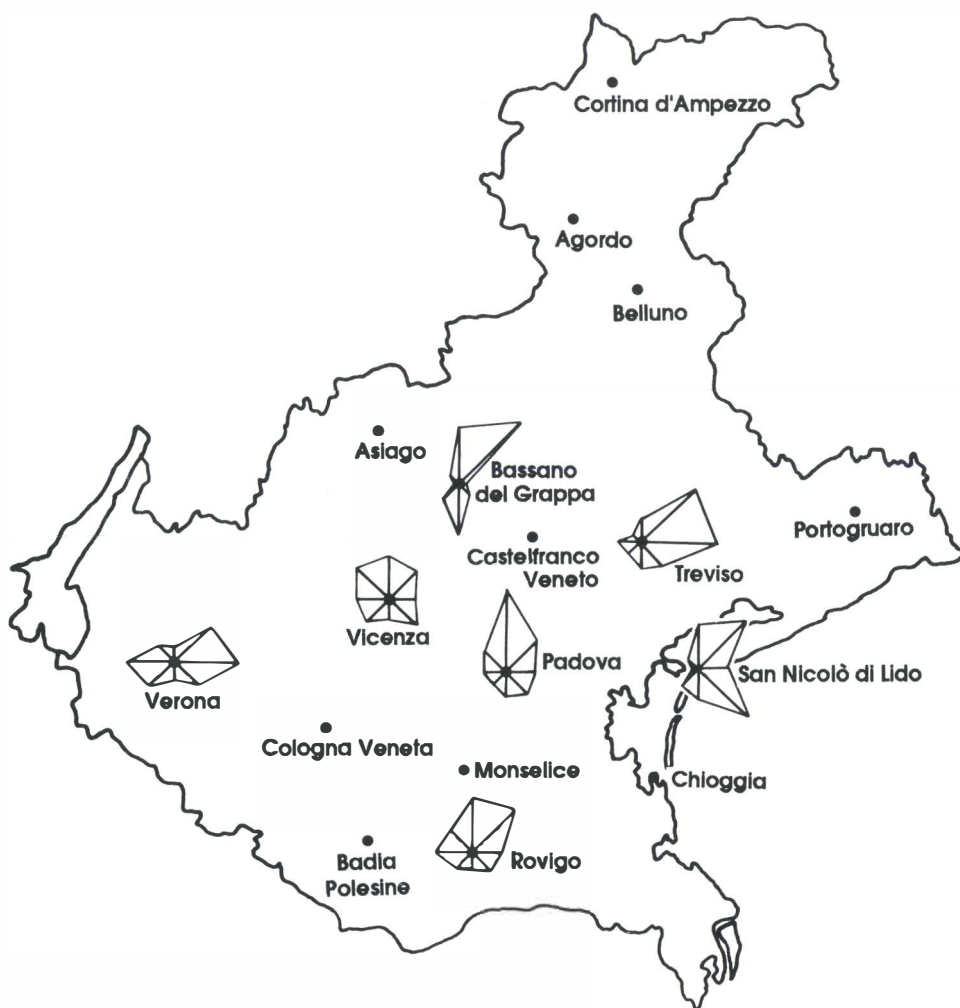 Cortina d'Ampezzo
Agordo
Belluno
Asiago
Bassano
del Grappa
Portogruaro
Castelfranco
Veneto
Treviso
Vicenza
Padova
San Nicolò di Lido
Verona
Cologna Veneta
Monselice
Chioggia
Badia
Polesine
Rovigo